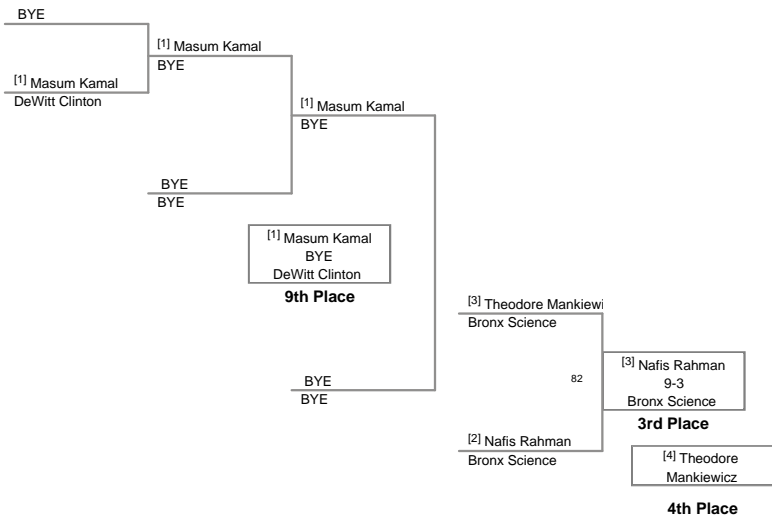 BYE
[1] Masum Kamal
BYE
[1] Masum Kamal
DeWitt Clinton
[1] Masum Kamal
BYE
BYE
BYE
[1] Masum Kamal
BYE
DeWitt Clinton
9th Place
[3] Theodore Mankiewi
Bronx Science
BYE
BYE
82
[3] Nafis Rahman
9-3
Bronx Science
3rd Place
[2] Nafis Rahman
Bronx Science
[4] Theodore
Mankiewicz
4th Place